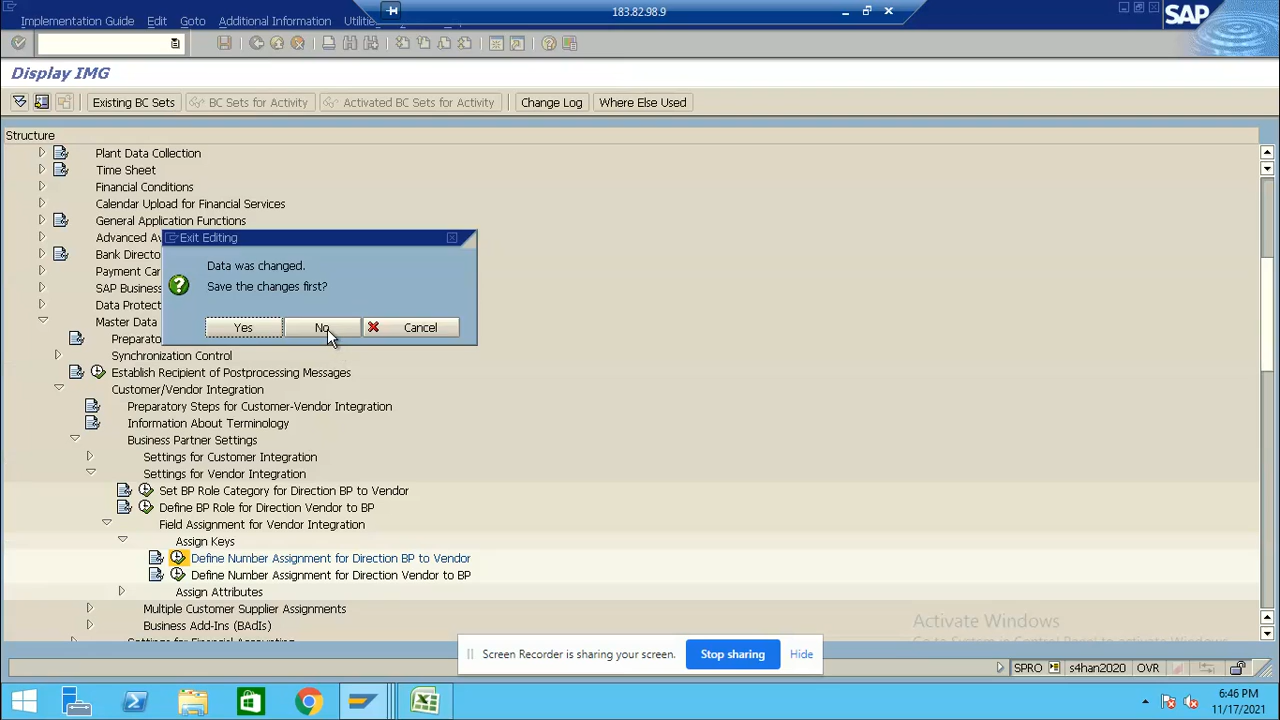 183.82.98.9
Implementation Guide Edit Goto Additional Information
SAP
Display IMG
Existing BC Sets BC Sets for Activity Activated BC Sets for Activity Change Log Where Else Used
Structure
Plant Data Collection
Time Sheet
Financial Conditions
Calendar Upload for Financial Services
General Application Functions
Advanced
Bank Directo
Payment Car
SAP Business
Data Protect
Master Data
Preparato
Exit Editing
Data was changed.
Save the changes first?
Yes No Cancel
Synchronization Control
Establish Recipient of Postprocessing Messages
Customer/Vendor Integration
Preparatory Steps for Customer-Vendor Integration
Information About Terminology
Business Partner Settings
Settings for Customer Integration
Settings for Vendor Integration
Set BP Role Category for Direction BP to Vendor
Define BP Role for Direction Vendor to BP
Field Assignment for Vendor Integration
Assign Keys
Define Number Assignment for Direction BP to Vendor
Define Number Assignment for Direction Vendor to BP
Assign Attributes
Multiple Customer Supplier Assignments
Business Add-Ins (BAdIs)
Activate Windows
Screen Recorder is sharing your screen. Stop sharing Hide
SPRO s4han2020 OVR
6:46 PM
11/17/2021